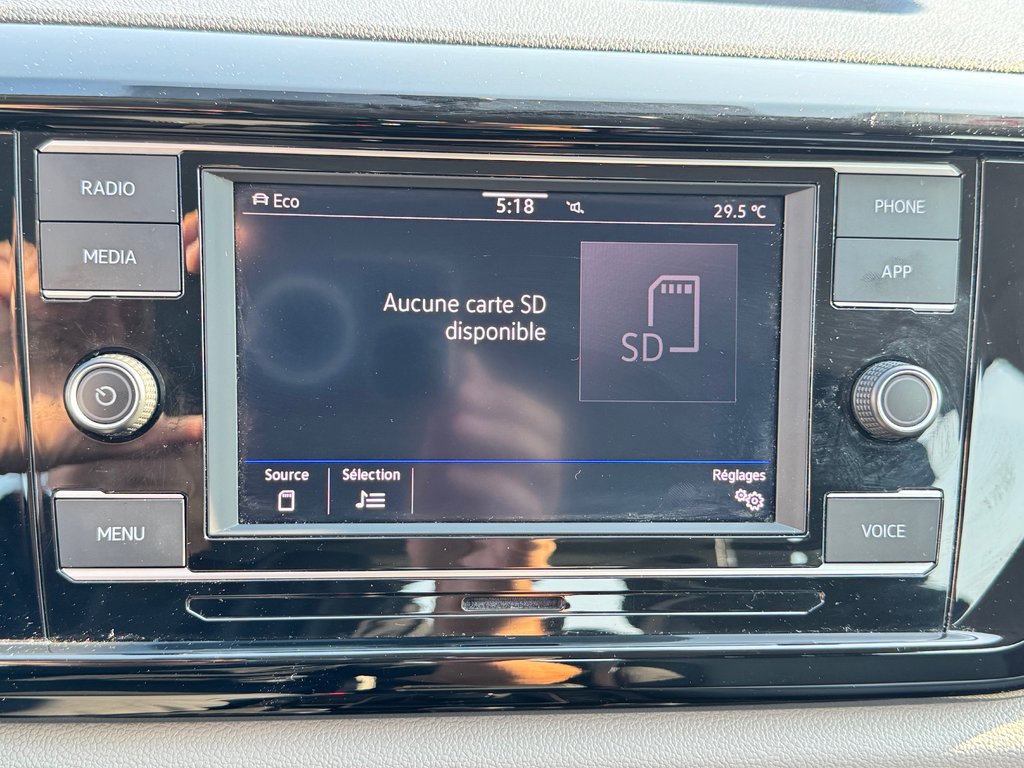 RADIO
MEDIA
MENU
Eco
5:18
29.5 °C
Aucune carte SD
disponible
SD
Source
Sélection
Réglages
PHONE
APP
VOICE